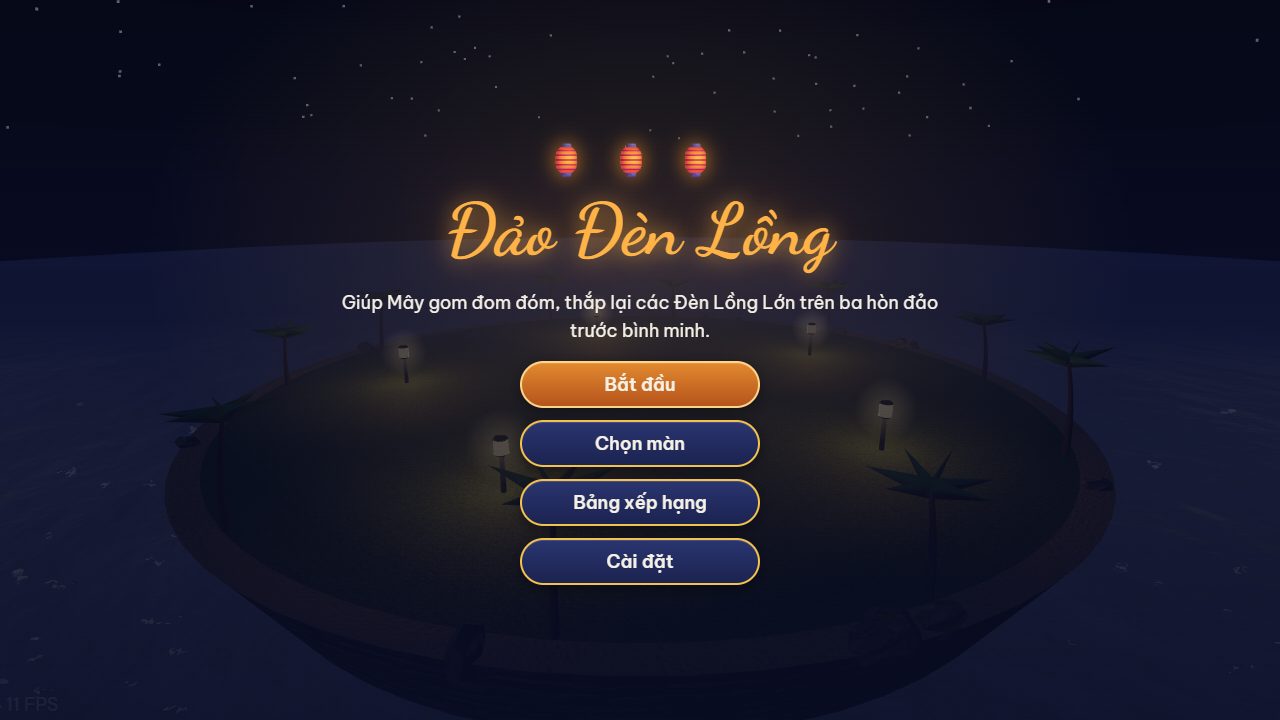 Đảo Đèn Lồng
Giúp Mây gom đom đóm, thắp lại các Đèn Lồng Lớn trên ba hòn đảo
trước bình minh.
Bắt đầu
Chọn màn
Bảng xếp hạng
Cài đặt
11 FPS